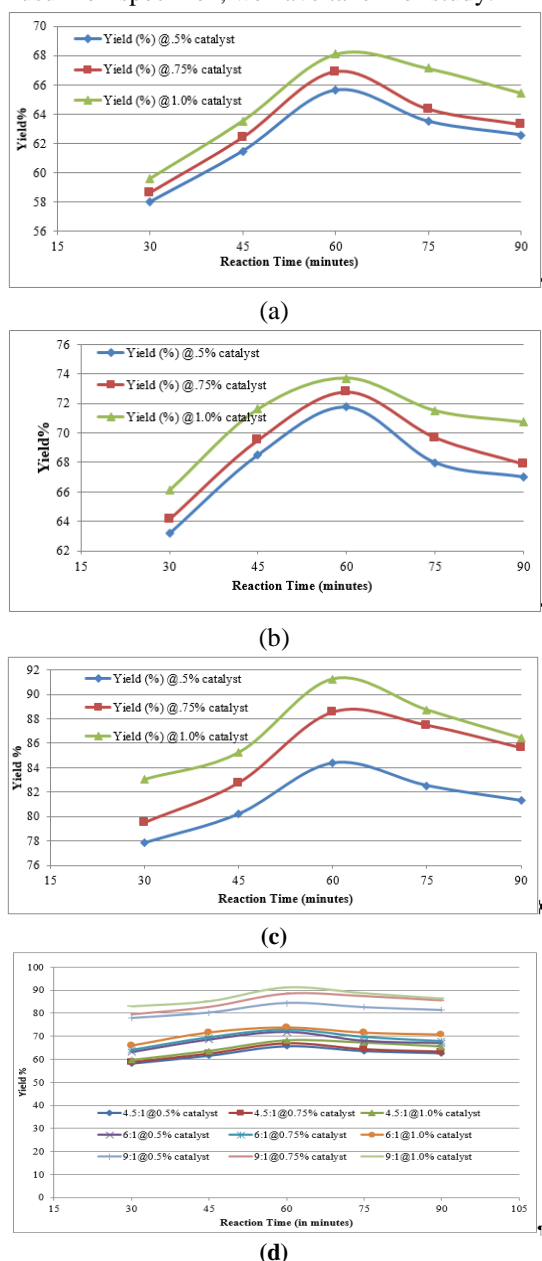 70
68
66
64
62
60
58
56
Yield%
Yield (%) @.5% catalyst
Yield (%) @.75% catalyst
Yield (%) @1.0% catalyst
15 30 45 60 75 90
Reaction Time (minutes)
(a)
76
74
72
70
68
66
64
62
Yield%
Yield (%) @.5% catalyst
Yield (%) @.75% catalyst
Yield (%) @1.0% catalyst
15 30 45 60 75 90
Reaction Time (minutes)
(b)
92
90
88
86
84
82
80
78
76
Yield %
Yield (%) @.5% catalyst
Yield (%) @.75% catalyst
Yield (%) @1.0% catalyst
15 30 45 60 75 90
Reaction Time (minutes)
(c)
100
90
80
70
60
50
40
30
20
10
0
Yield %
4.5:1@0.5% catalyst 4.5:1@0.75% catalyst 4.5:1@1.0% catalyst
6:1@0.5% catalyst 6:1@0.75% catalyst 6:1@1.0% catalyst
9:1@0.5% catalyst 9:1@0.75% catalyst 9:1@1.0% catalyst
15 30 45 60 75 90 105
Reaction Time (in minutes)
(d)